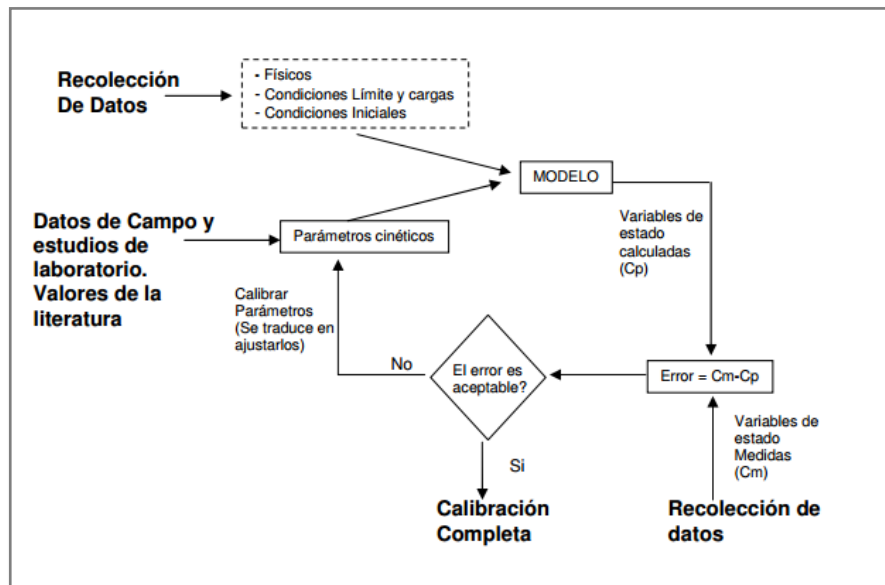 Recolección
De Datos
- Físicos
- Condiciones Límite y cargas
- Condiciones Iniciales
MODELO
Datos de Campo y
estudios de
laboratorio.
Valores de la
literatura
Parámetros cinéticos
Variables de
estado
calculadas
(Cp)
Calibrar
Parámetros
(Se traduce en
ajustarlos)
No
El error es
aceptable?
Error = Cm-Cp
Variables de
estado
Medidas
(Cm)
Si
Calibración
Completa
Recolección de
datos